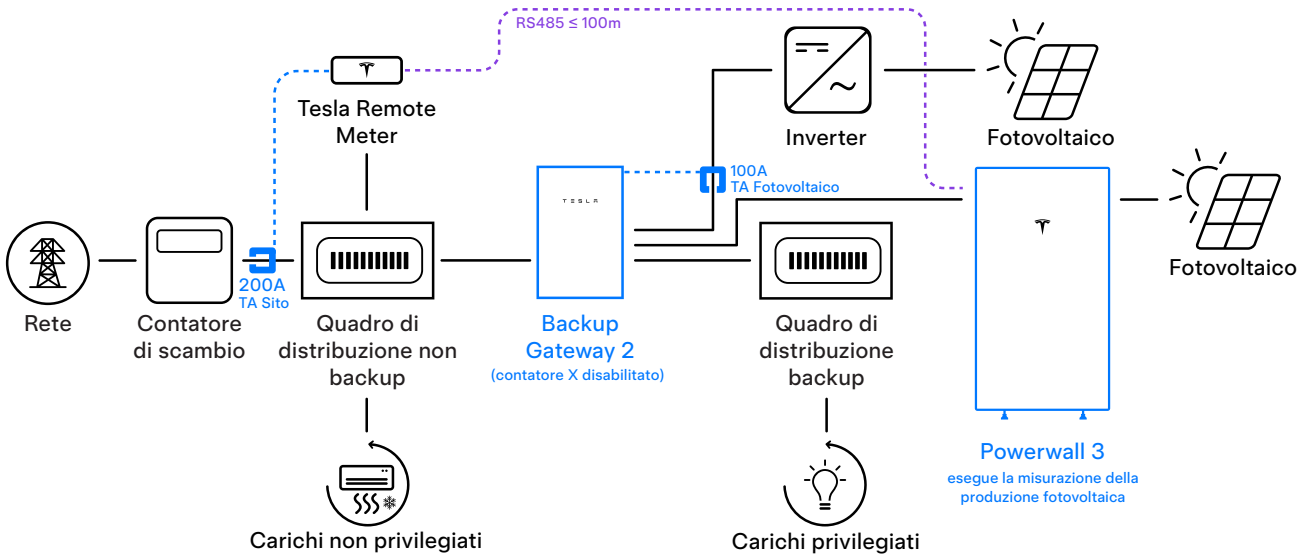 RS485 ≤ 100m
Tesla Remote
Meter
Inverter
Fotovoltaico
100A
TA Fotovoltaico
TESLA
Fotovoltaico
200A
TA Sito
Rete
Contatore
di scambio
Quadro di
distribuzione non
backup
Backup
Gateway 2
(contatore X disabilitato)
Quadro di
distribuzione
backup
Powerwall 3
esegue la misurazione della
produzione fotovoltaica
Carichi non privilegiati
Carichi privilegiati